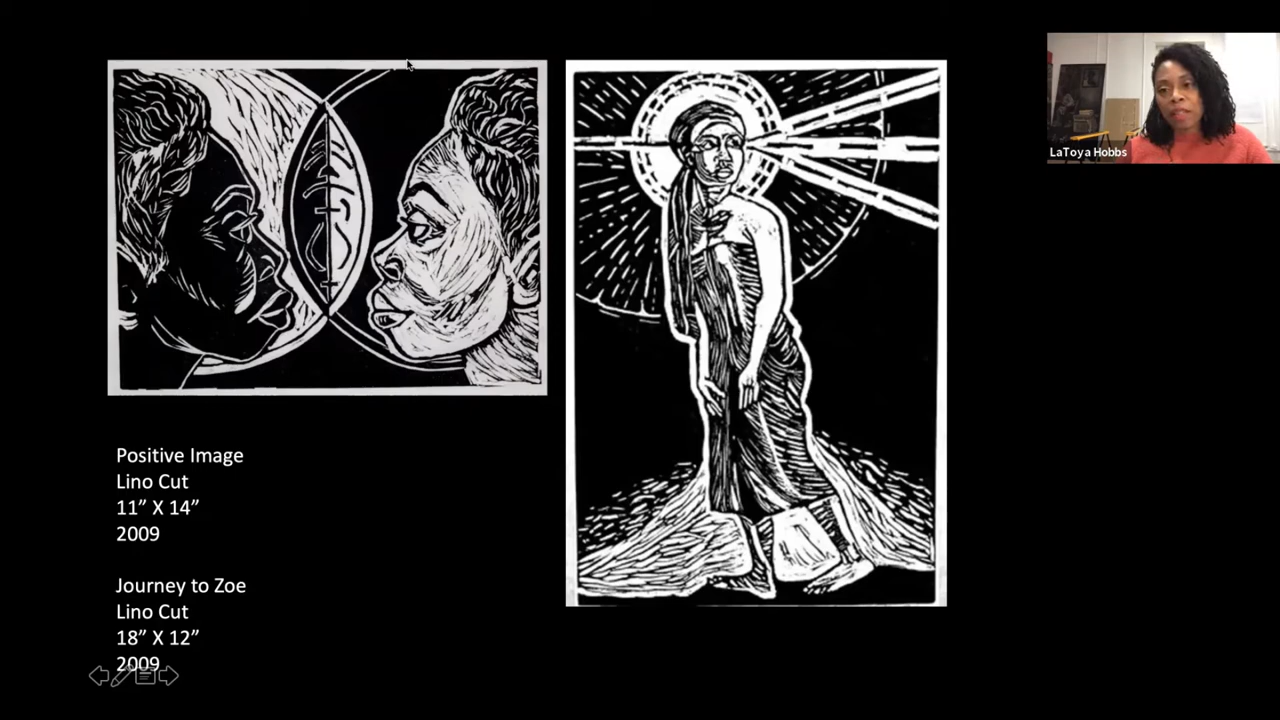 LaToya Hobbs
Positive Image
Lino Cut
11” X 14”
2009
Journey to Zoe
Lino Cut
18” X 12”
2009